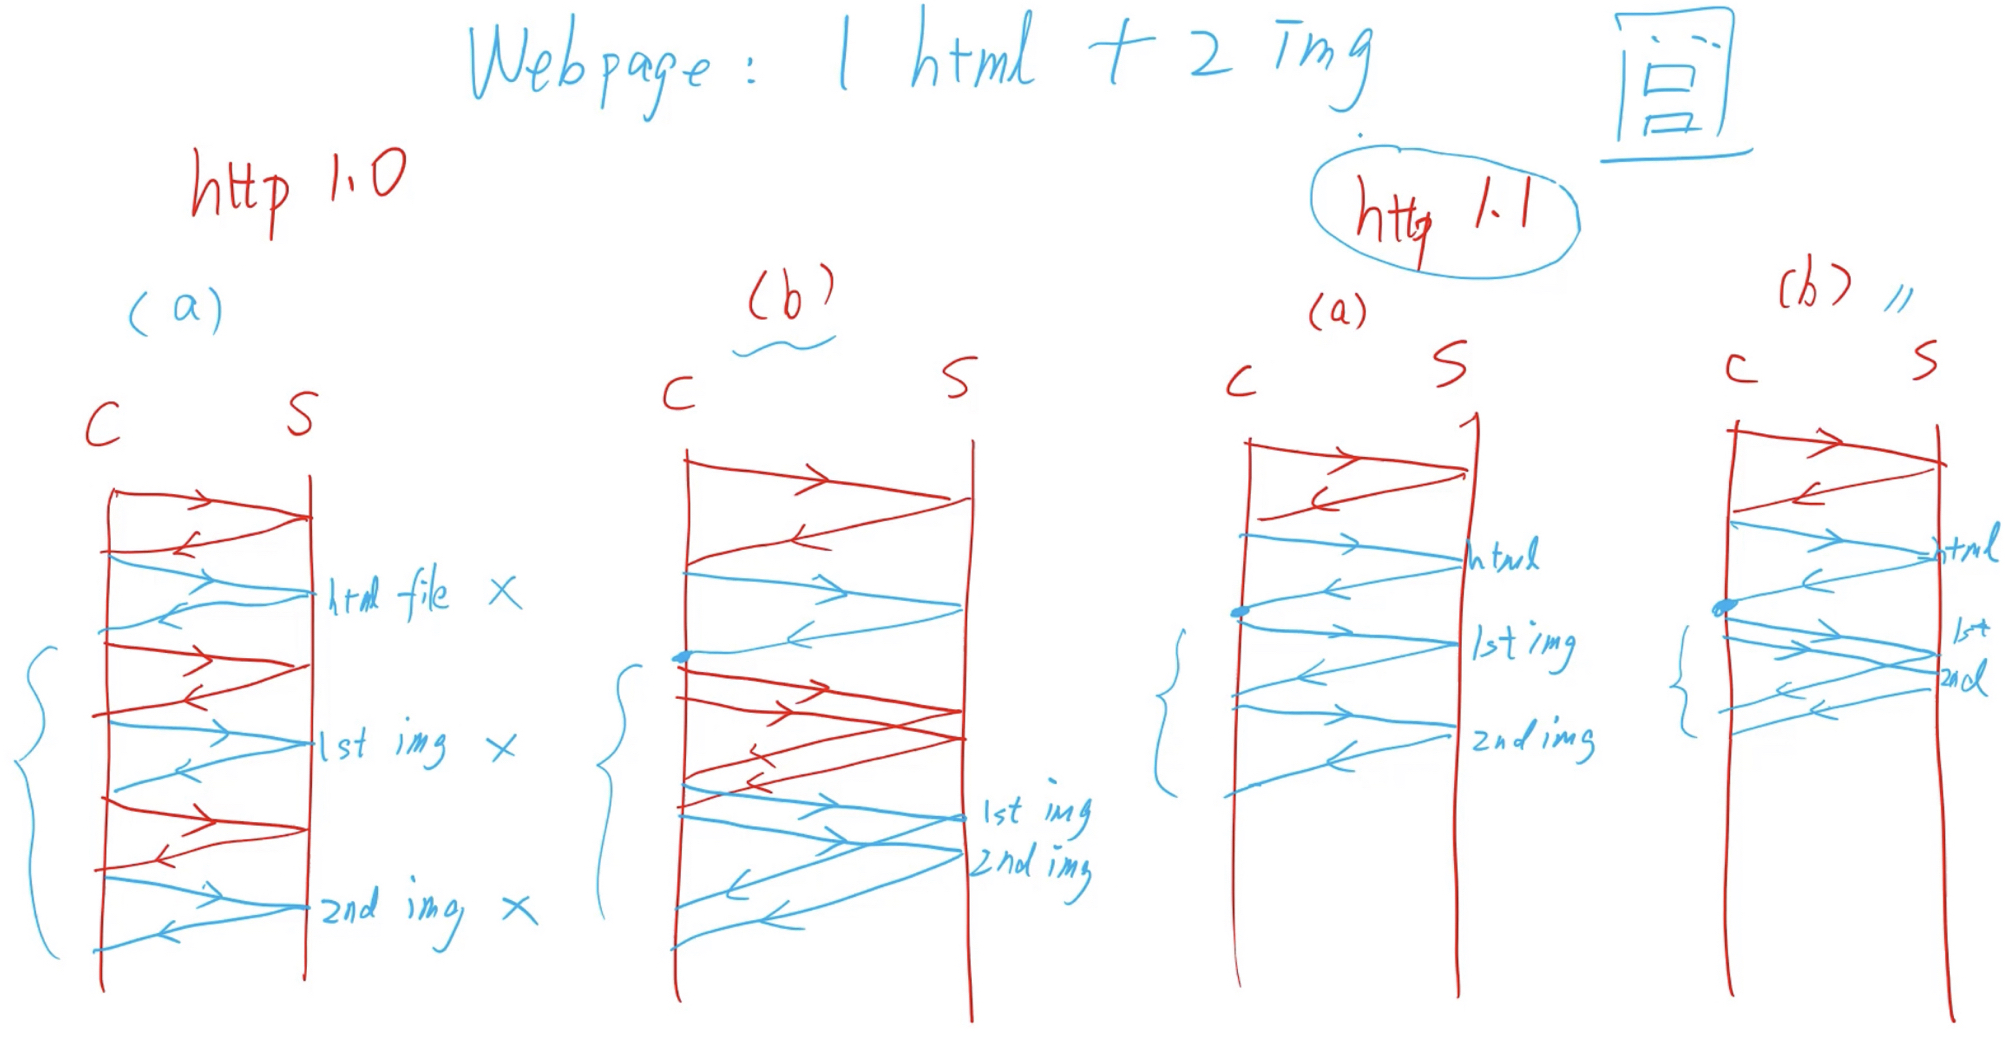 Webpage: 1 html + 2 img
http 1.0
http 1.1
(a)
(b)
(a)
(b)
C S
C S
C S
C S
html file ×
1st img ×
2nd img ×
1st img
2nd img
html
1st img
2nd img
html
1st
2nd